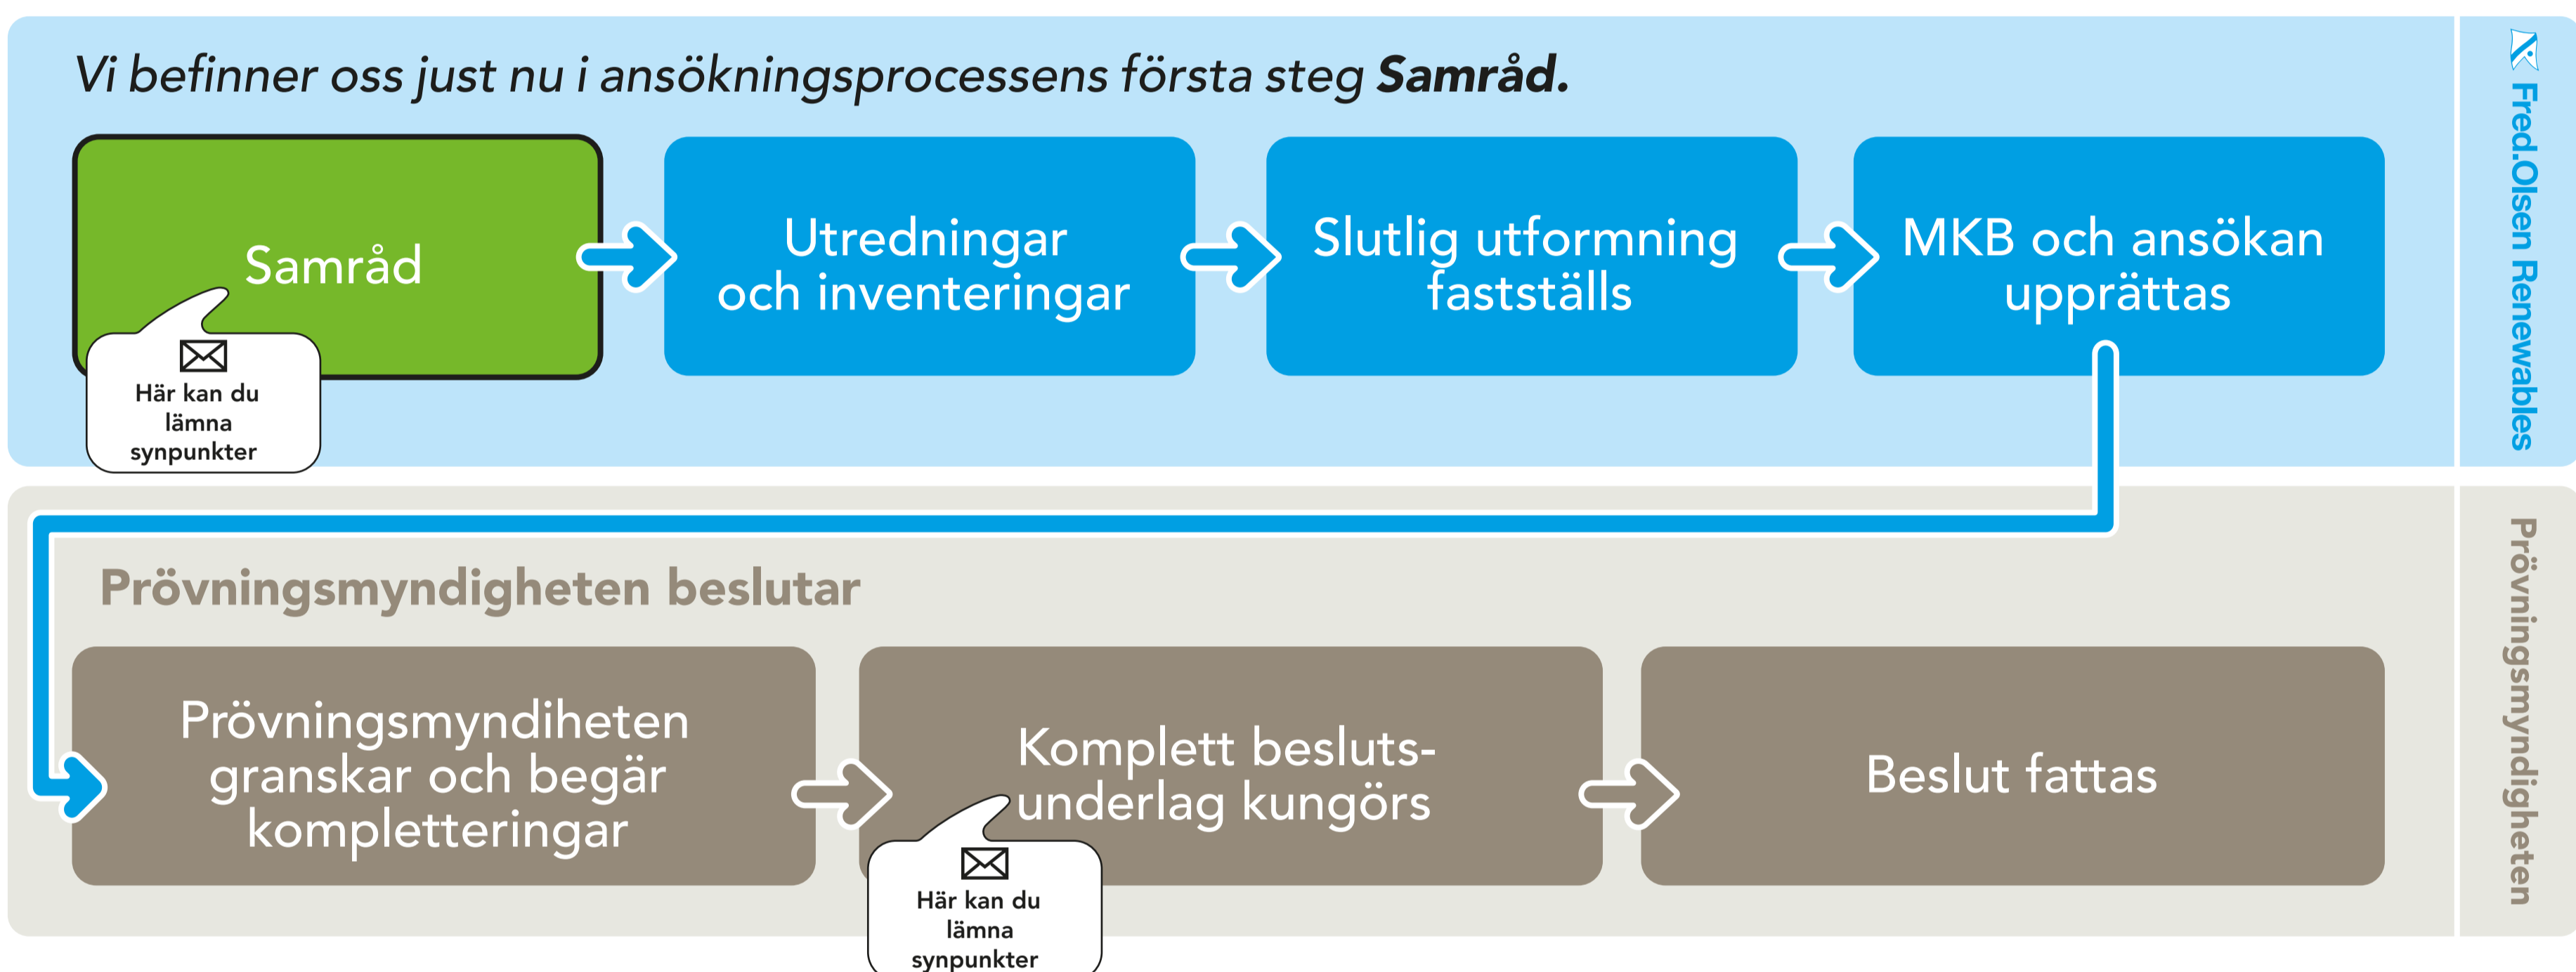 Vi befinner oss just nu i ansökningsprocessens första steg Samråd.
Samråd
Här kan du
lämna
synpunkter
Utredningar
och inventeringar
Slutlig utformning
fastställs
MKB och ansökan
upprättas
Fred.Olsen Renewables
Prövningsmyndigheten beslutar
Prövningsmyndiheten
granskar och begär
kompletteringar
Komplett besluts-
underlag kungörs
Här kan du
lämna
synpunkter
Beslut fattas
Prövningsmyndigheten